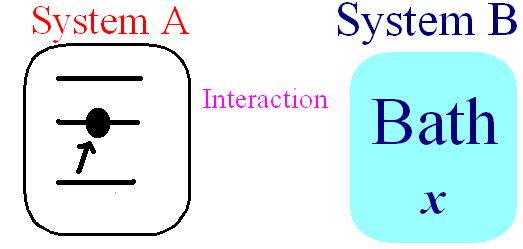 System A
System B
Interaction
Bath
x